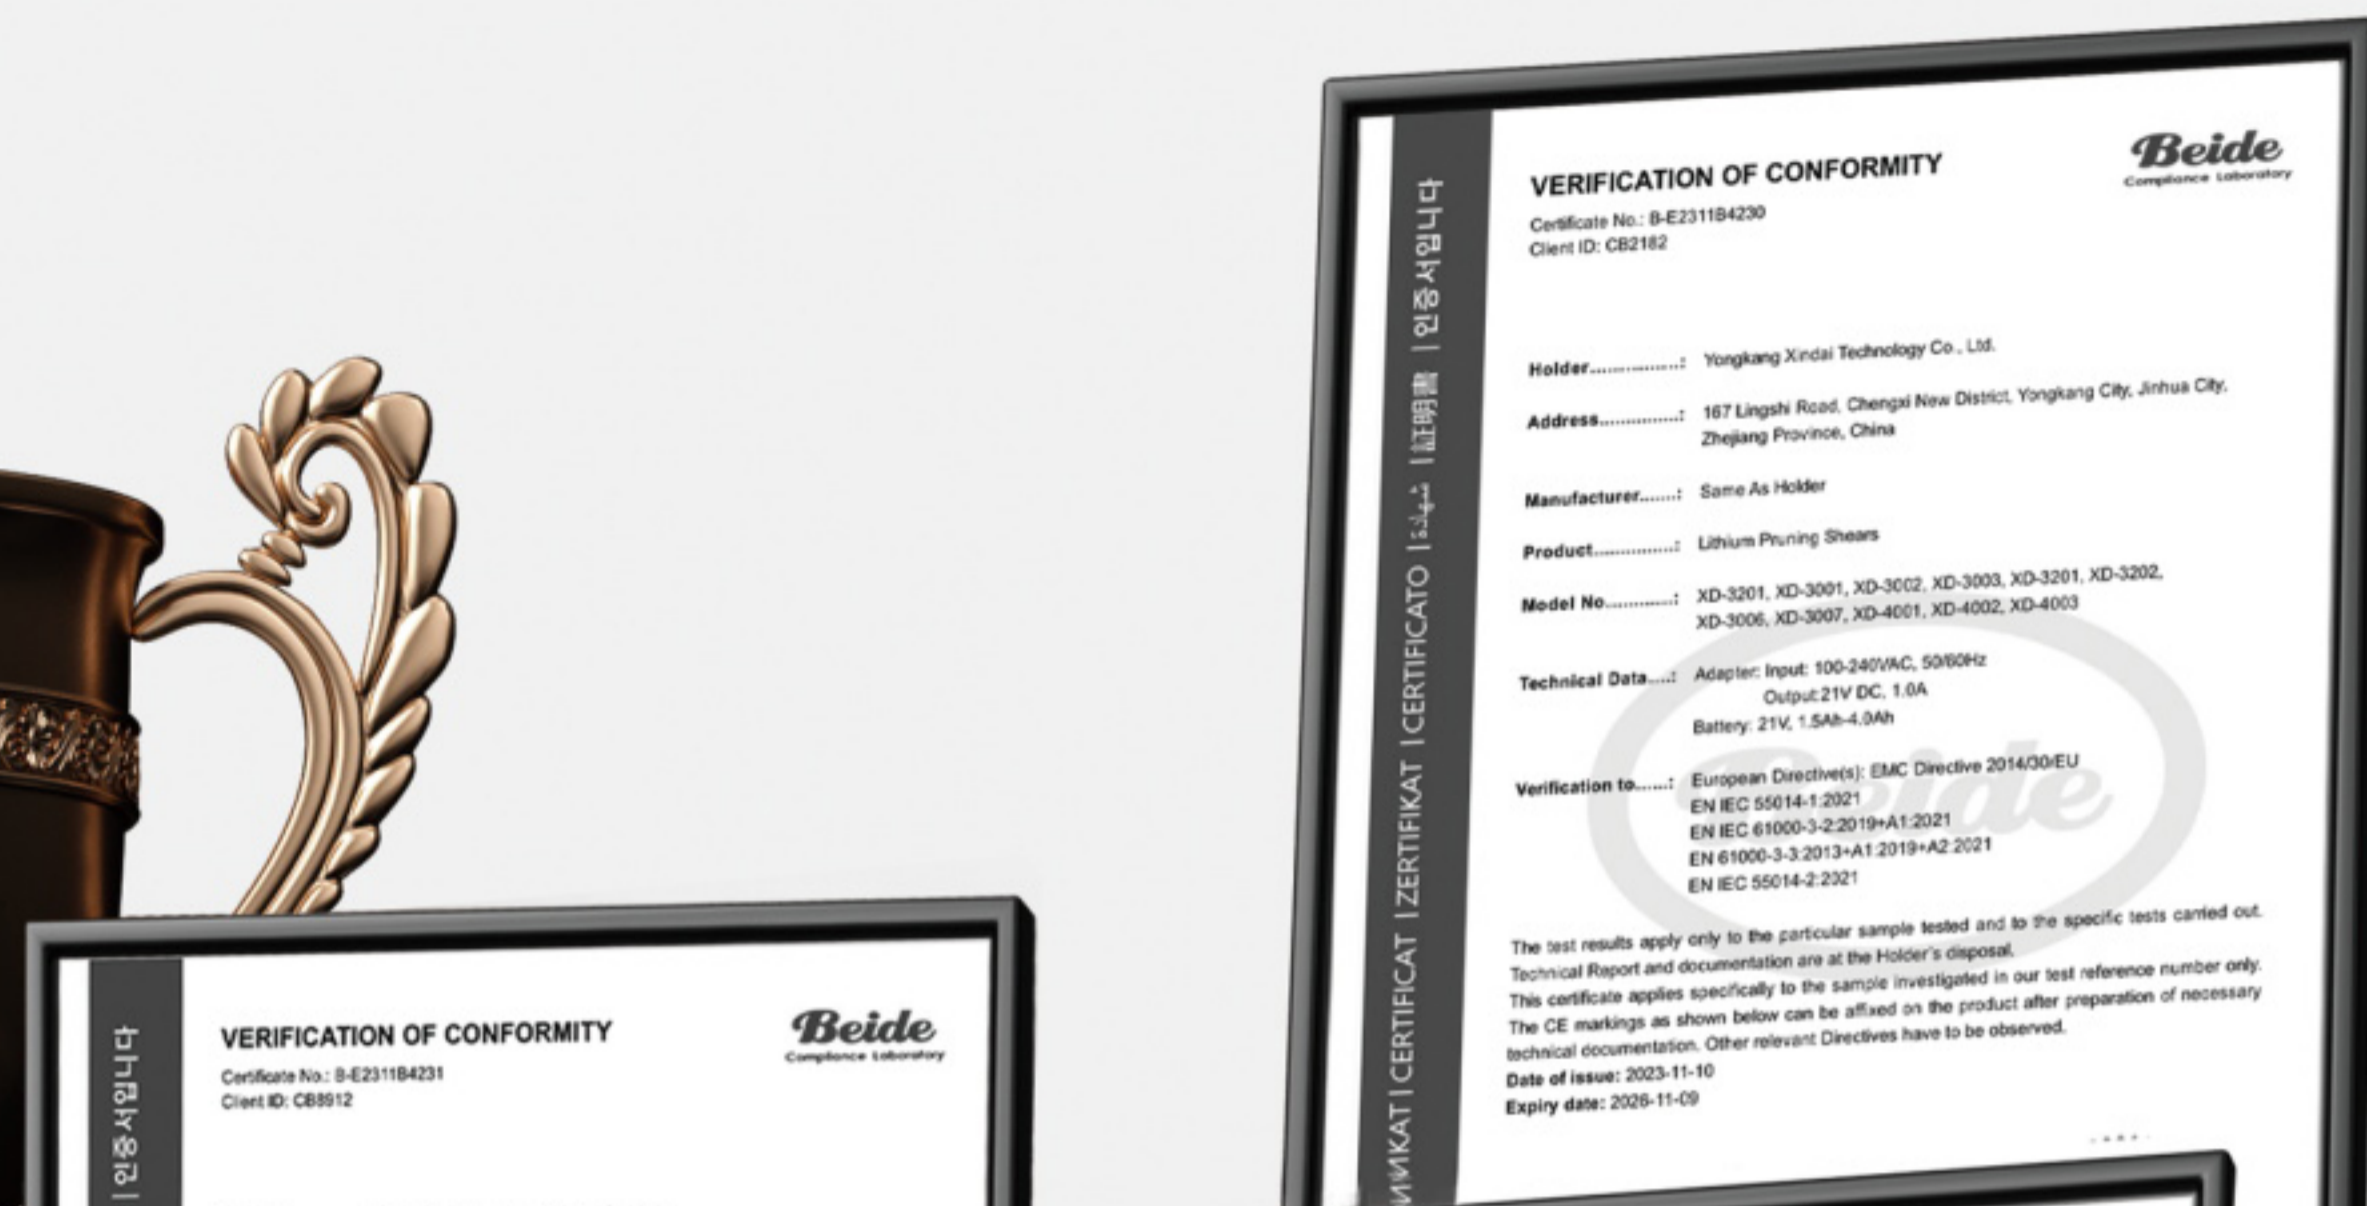 VERIFICATION OF CONFORMITY
Beide
Compliance Laboratory
Certificate No.: B-E2311B4230
Client ID: CB2182
Holder................: Yongkang Xindai Technology Co., Ltd.
Address...............: 167 Lingshi Road, Chengxi New District, Yongkang City, Jinhua City,
Zhejiang Province, China
Manufacturer.......: Same As Holder
Product...............: Lithium Pruning Shears
Model No............: XD-3201, XD-3001, XD-3002, XD-3003, XD-3201, XD-3202,
XD-3006, XD-3007, XD-4001, XD-4002, XD-4003
Technical Data....: Adapter: Input: 100-240VAC, 50/60Hz
Output:21V DC, 1.0A
Battery: 21V, 1.5Ah-4.0Ah
Verification to......: European Directive(s): EMC Directive 2014/30/EU
EN IEC 55014-1:2021
EN IEC 61000-3-2:2019+A1:2021
EN 61000-3-3:2013+A1:2019+A2:2021
EN IEC 55014-2:2021
Beide
The test results apply only to the particular sample tested and to the specific tests carried out.
Technical Report and documentation are at the Holder's disposal.
This certificate applies specifically to the sample investigated in our test reference number only.
The CE markings as shown below can be affixed on the product after preparation of necessary
technical documentation. Other relevant Directives have to be observed.
Date of issue: 2023-11-10
Expiry date: 2026-11-09
CERTIFICAT | ZERTIFIKAT | CERTIFICATO | شهادة | 証明書 | 인증서입니다
VERIFICATION OF CONFORMITY
Beide
Compliance Laboratory
Certificate No.: B-E2311B4231
Client ID: CB8912
| 인증서입니다